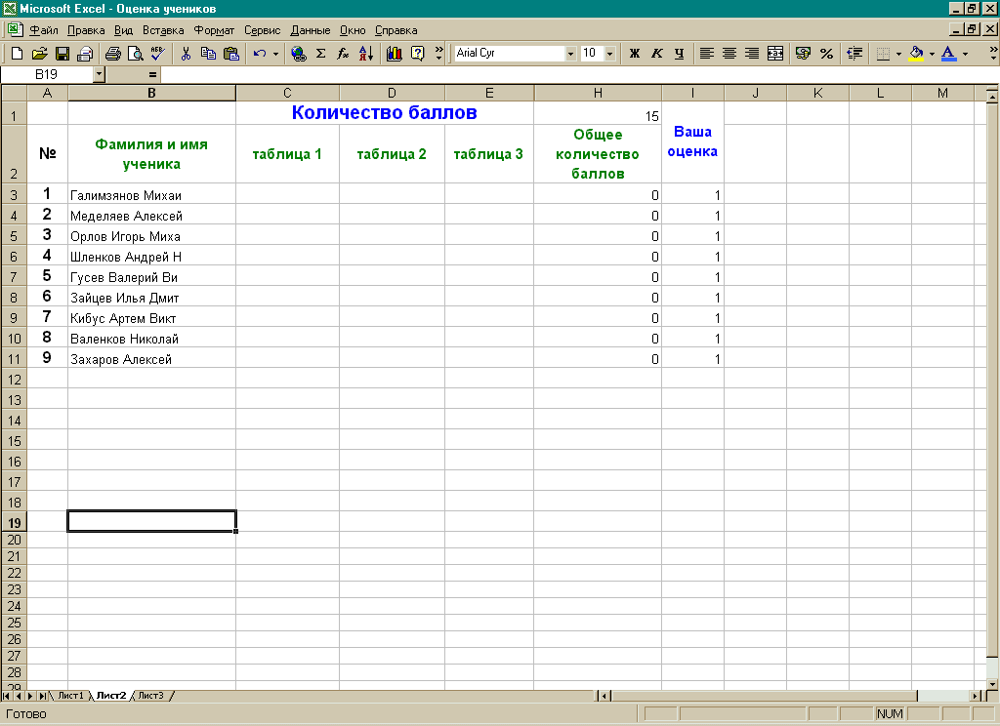 Microsoft Excel - Оценка учеников
Файл Правка Вид Вставка Формат Сервис Данные Окно Справка
Arial Cyr 10 Ж К Ч
B19 =
A B C D E H I J K L M
1 Количество баллов 15
Ваша оценка
2 № Фамилия и имя ученика таблица 1 таблица 2 таблица 3 Общее количество баллов
3 1 Галимзянов Михаи 0 1
4 2 Меделяев Алексей 0 1
5 3 Орлов Игорь Миха 0 1
6 4 Шленков Андрей Н 0 1
7 5 Гусев Валерий Ви 0 1
8 6 Зайцев Илья Дмит 0 1
9 7 Кибус Артем Викт 0 1
10 8 Валенков Николай 0 1
11 9 Захаров Алексей 0 1
12
13
14
15
16
17
18
19
20
21
22
23
24
25
26
27
28
29
Лист1 Лист2 Лист3
Готово NUM